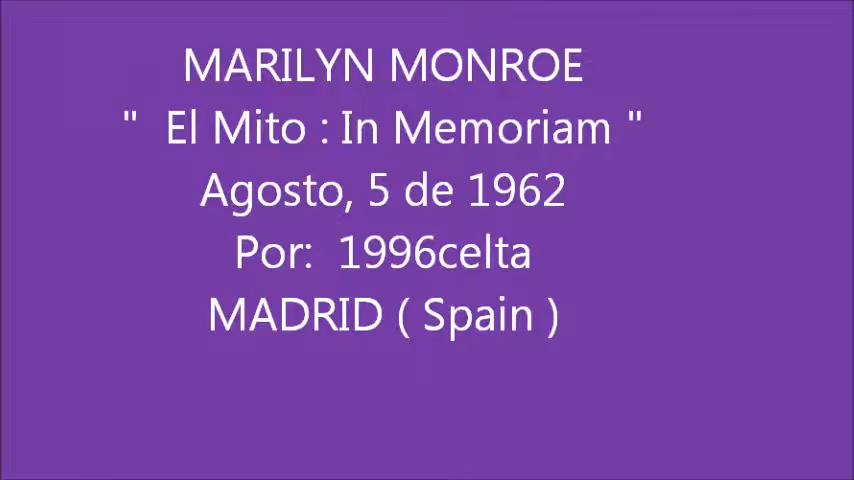 MARILYN MONROE
" El Mito : In Memoriam "
Agosto, 5 de 1962
Por: 1996celta
MADRID ( Spain )